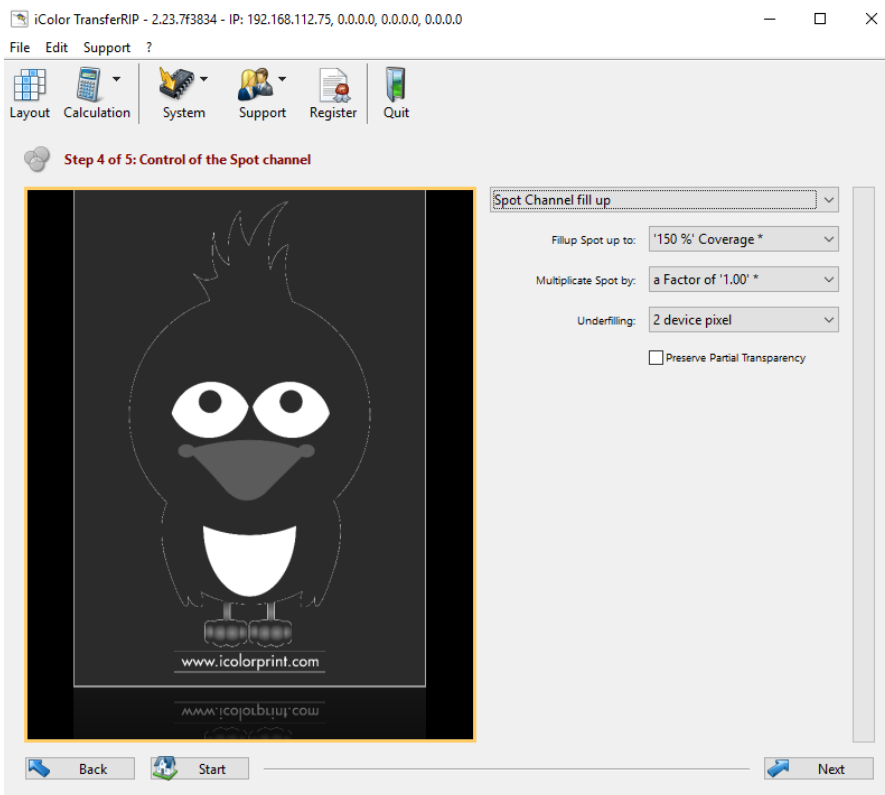 iColor TransferRIP - 2.23.7f3834 - IP: 192.168.112.75, 0.0.0.0, 0.0.0.0, 0.0.0.0
File Edit Support ?
Layout Calculation System Support Register Quit
Step 4 of 5: Control of the Spot channel
Spot Channel fill up
Fillup Spot up to: '150 %' Coverage *
Multiplicate Spot by: a Factor of '1.00' *
Underfilling: 2 device pixel
Preserve Partial Transparency
www.icolorprint.com
www.icolorprint.com
Back Start Next